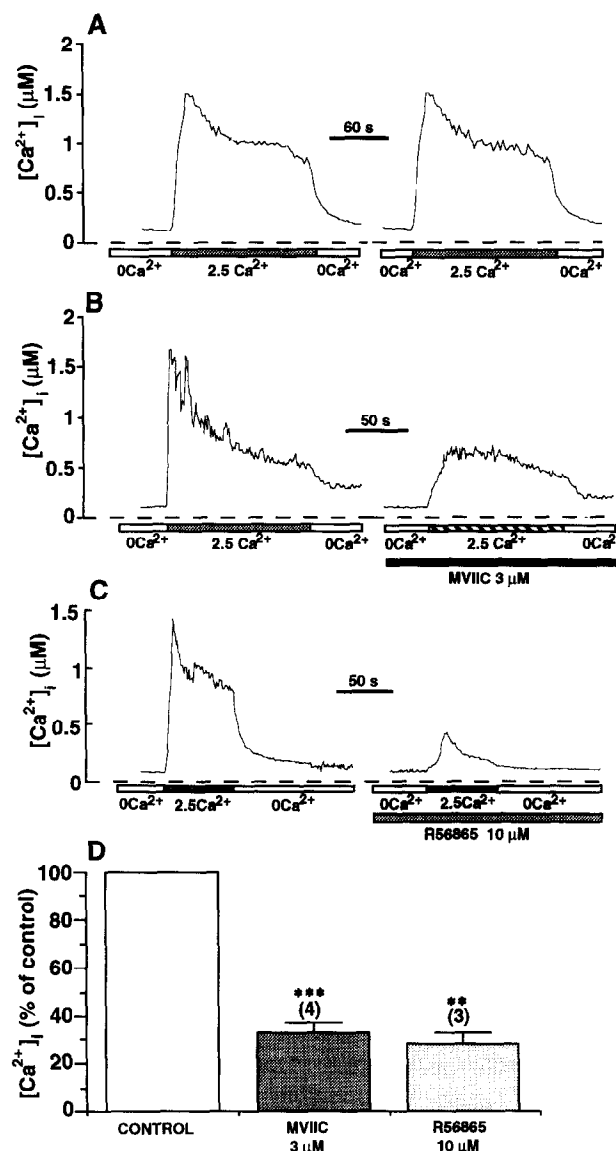 A
[Ca²⁺]ᵢ (μM)
2
1.5
1
0.5
0
60 s
0Ca²⁺ 2.5 Ca²⁺ 0Ca²⁺ 0Ca²⁺ 2.5 Ca²⁺ 0Ca²⁺
B
[Ca²⁺]ᵢ (μM)
2
1.5
1
0.5
0
50 s
0Ca²⁺ 2.5 Ca²⁺ 0Ca²⁺ 0Ca²⁺ 2.5 Ca²⁺ 0Ca²
MVIIC 3 μM
C
[Ca²⁺]ᵢ (μM)
1.5
1
0.5
0
50 s
0Ca²⁺ 2.5Ca²⁺ 0Ca²⁺ 0Ca²⁺ 2.5Ca²⁺ 0Ca²⁺
R56865 10 μM
D
[Ca²⁺]ᵢ (% of control)
100
80
60
40
20
0
*** **
(4) (3)
CONTROL MVIIC R56865
3 μM 10 μM